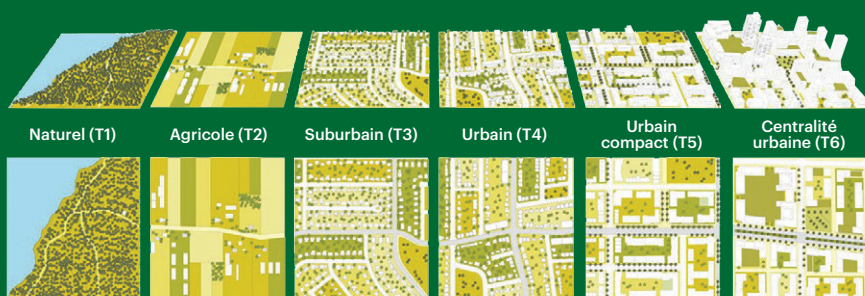 Naturel (T1)
Agricole (T2)
Suburbain (T3)
Urbain (T4)
Urbain
compact (T5)
Centralité
urbaine (T6)